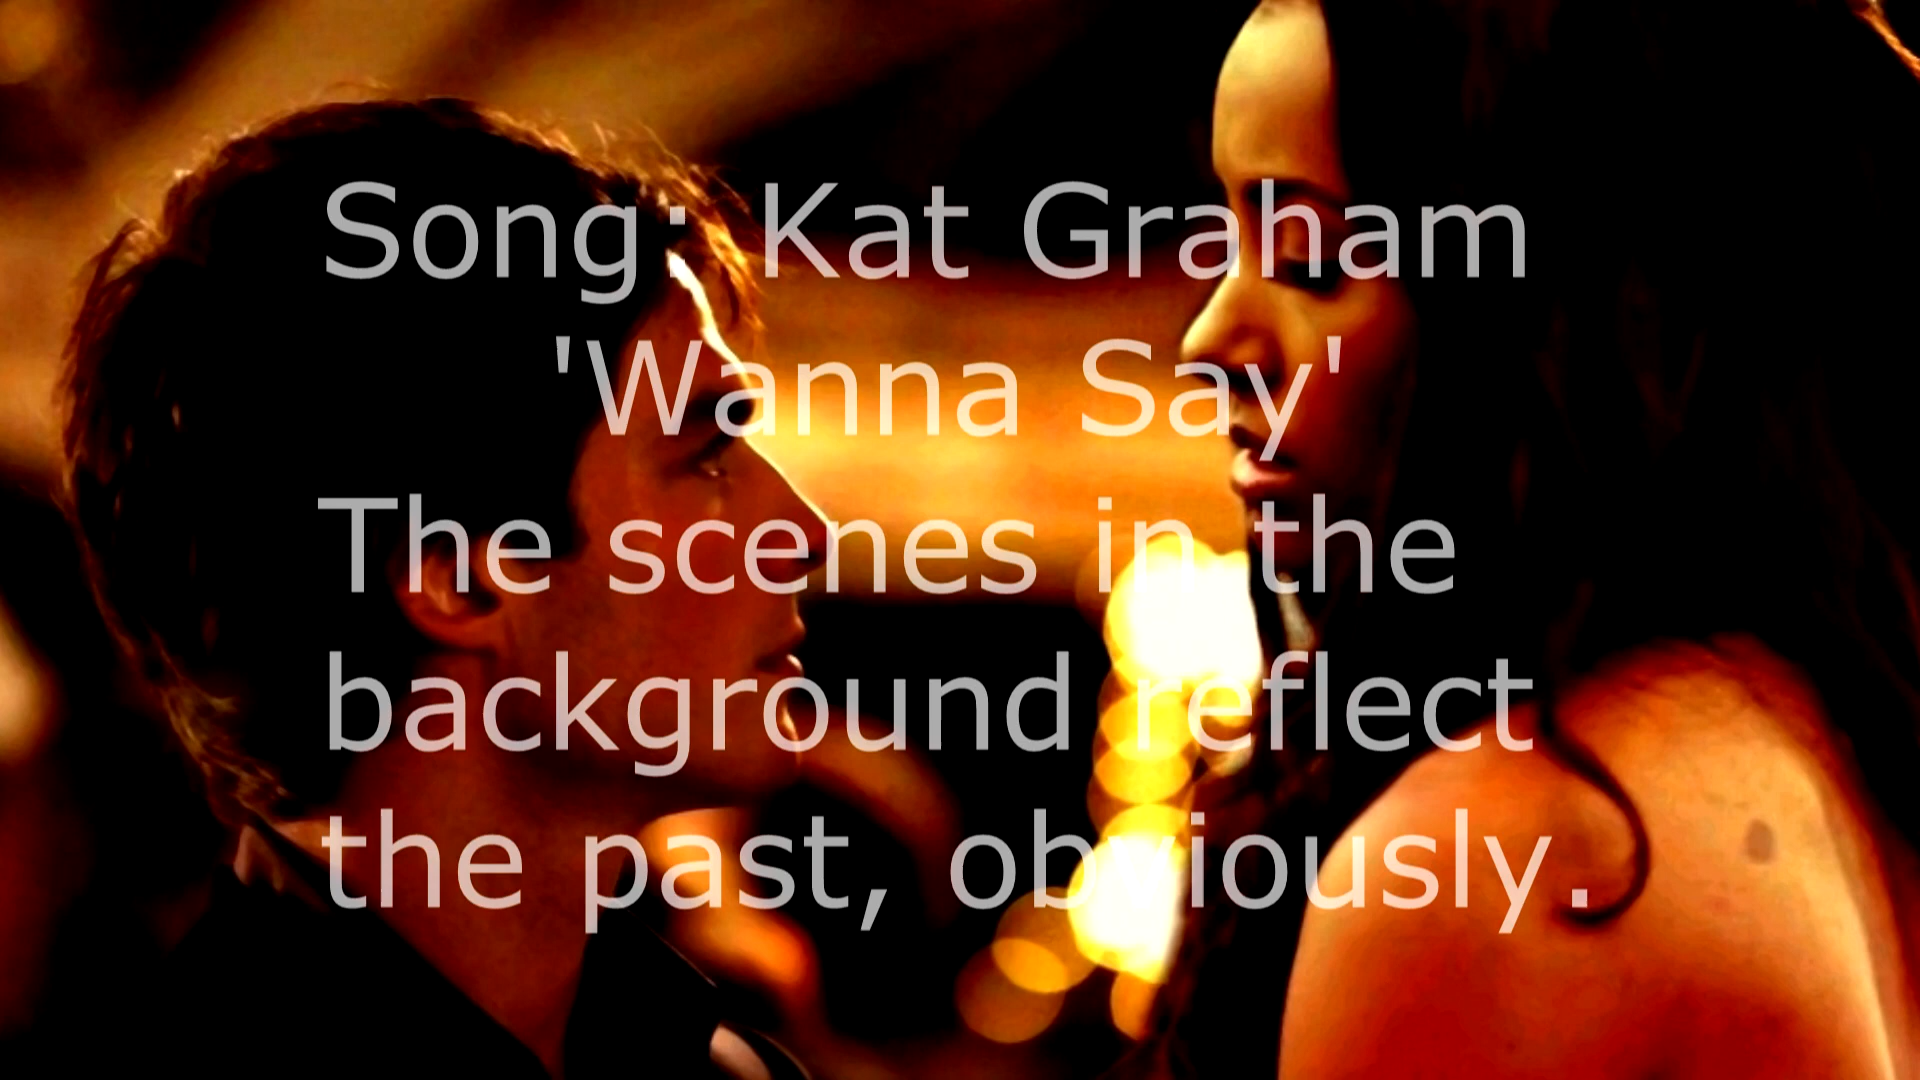 Song: Kat Graham
'Wanna Say'
The scenes in the
background reflect
the past, obviously.